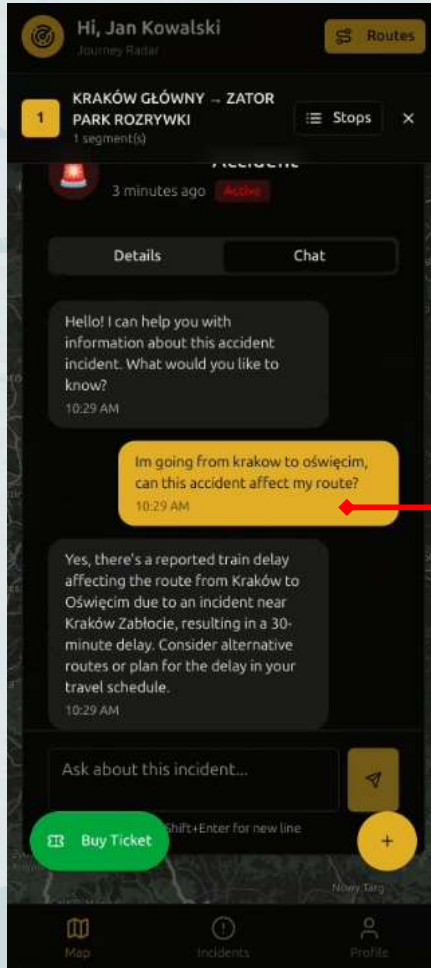 Hi, Jan Kowalski
Journey Radar
Routes
1
KRAKÓW GŁÓWNY → ZATOR
PARK ROZRYWKI
1 segment(s)
Stops
Accident
3 minutes ago
Active
Details
Chat
Hello! I can help you with
information about this accident
incident. What would you like to
know?
10:29 AM
Im going from krakow to oświęcim,
can this accident affect my route?
10:29 AM
Yes, there's a reported train delay
affecting the route from Kraków to
Oświęcim due to an incident near
Kraków Zabłocie, resulting in a 30-
minute delay. Consider alternative
routes or plan for the delay in your
travel schedule.
10:29 AM
Ask about this incident...
Shift+Enter for new line
Buy Ticket
Nowy Targ
Map
Incidents
Profile